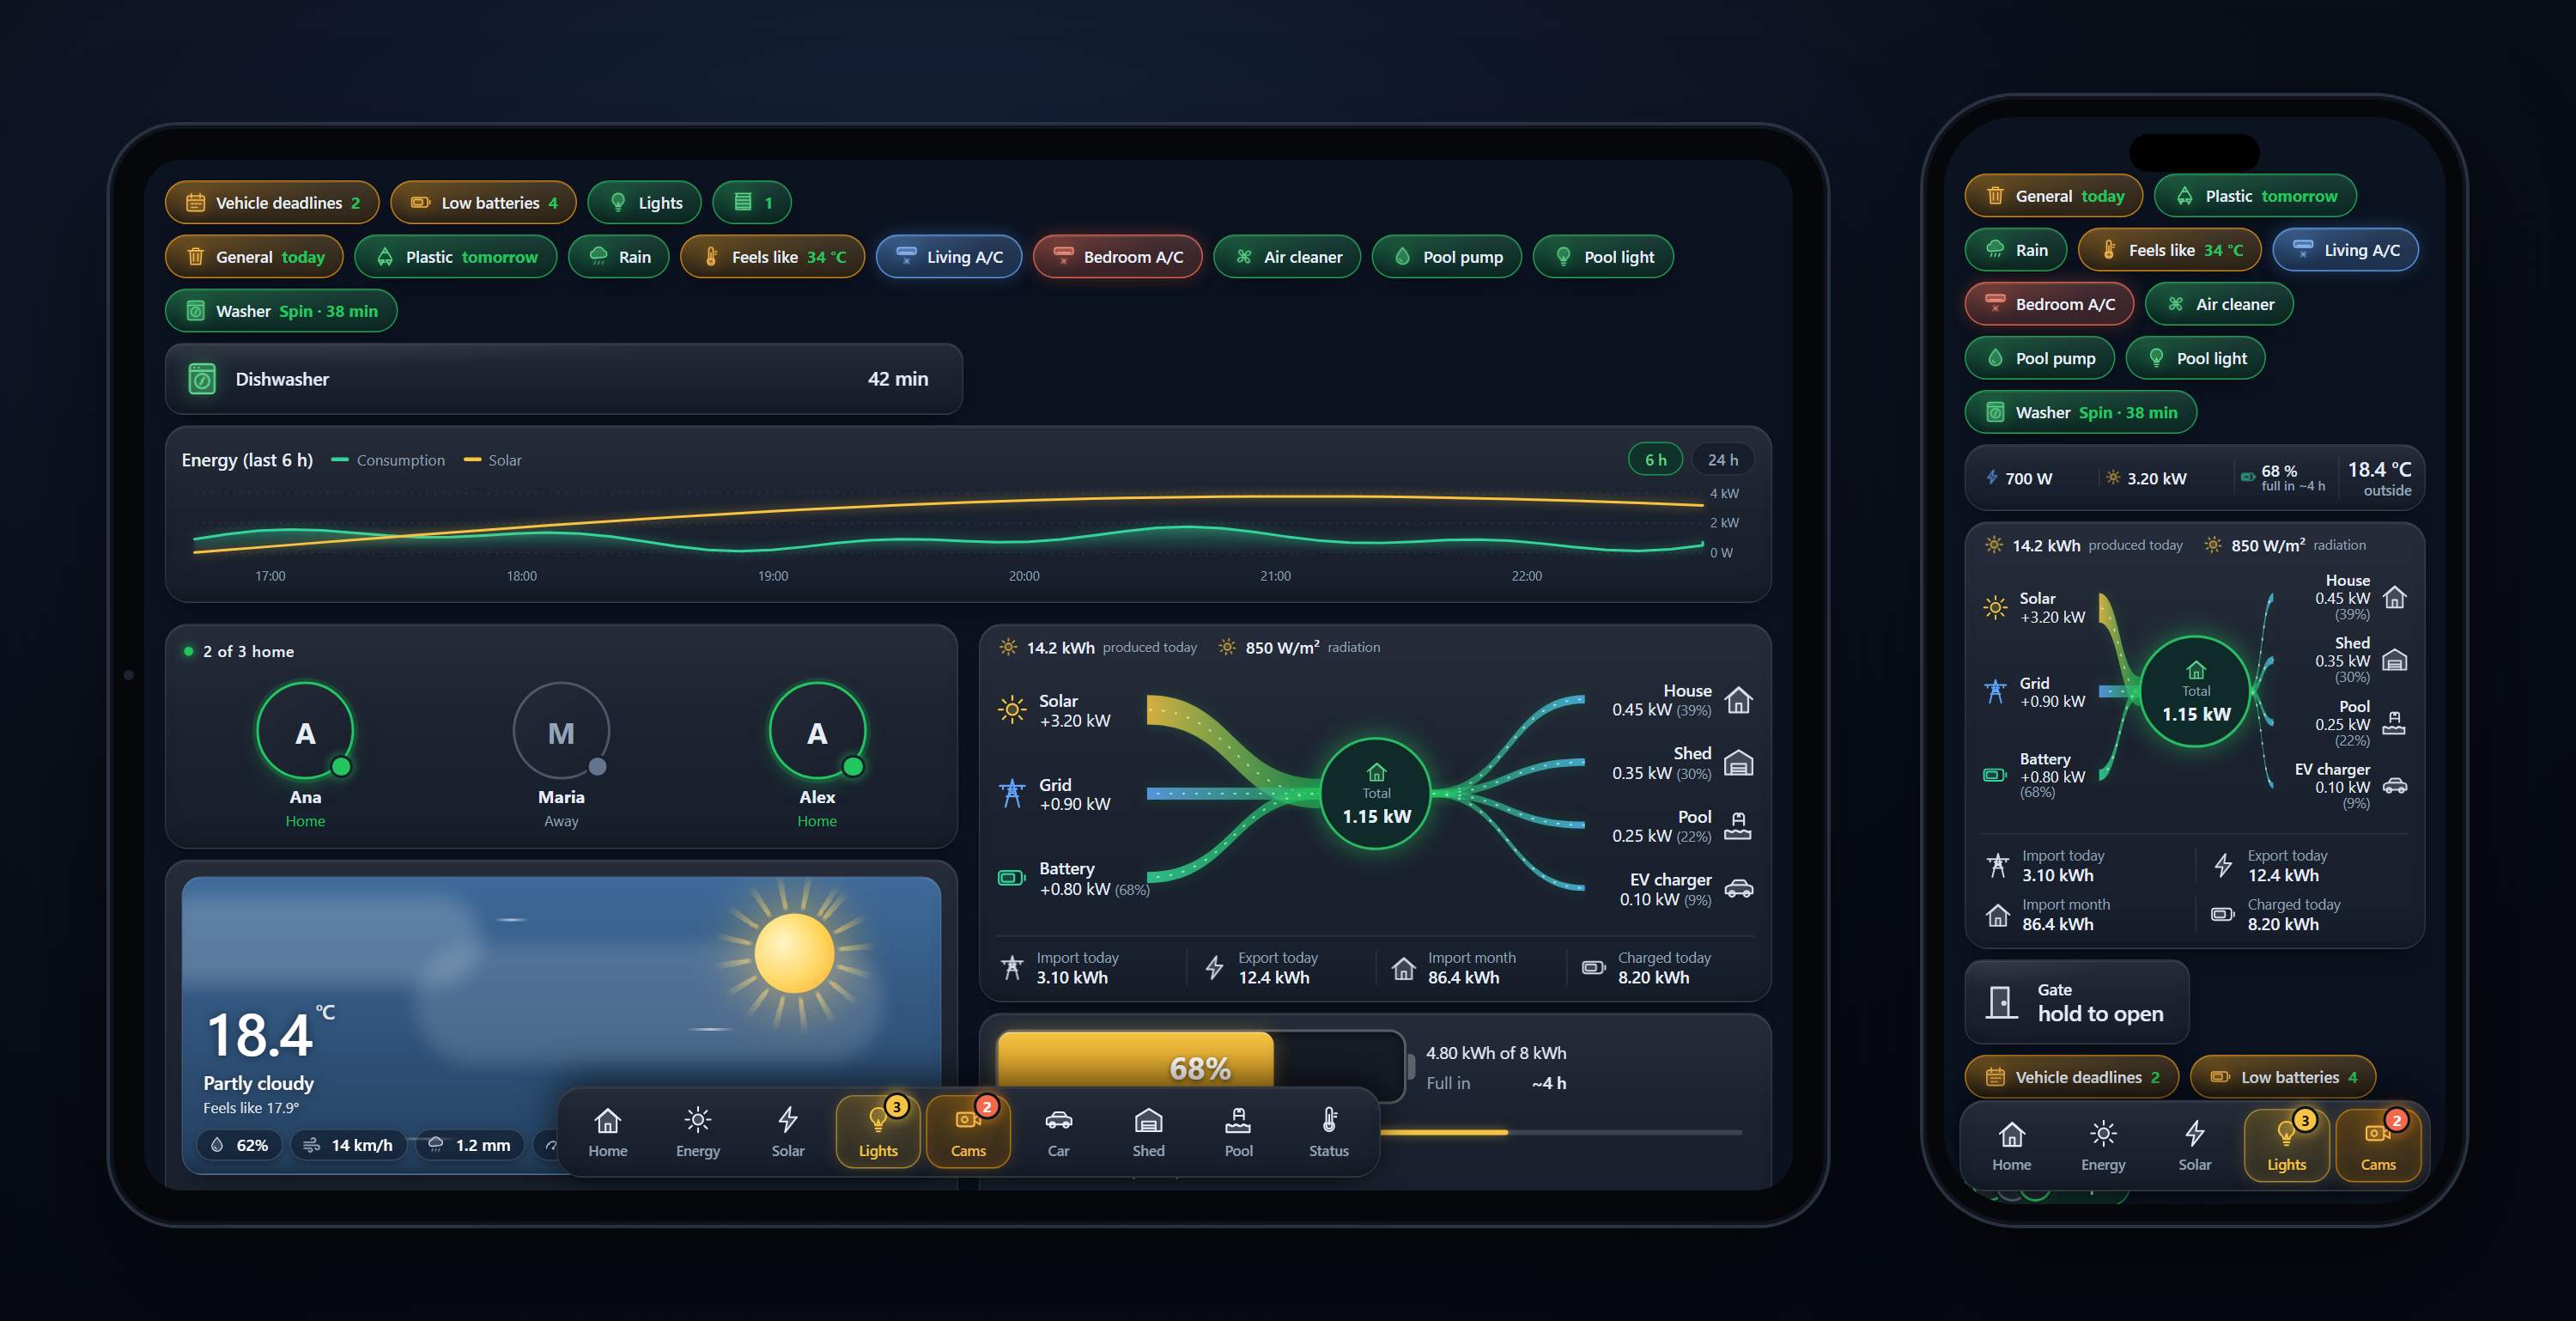 Vehicle deadlines 2 Low batteries 4 Lights 1
General today Plastic tomorrow Rain Feels like 34 °C Living A/C Bedroom A/C Air cleaner Pool pump Pool light
Washer Spin · 38 min
Dishwasher 42 min
Energy (last 6 h) Consumption Solar 6 h 24 h
4 kW
2 kW
0 W
17:00 18:00 19:00 20:00 21:00 22:00
2 of 3 home
A M A
Ana Maria Alex
Home Away Home
18.4 °C
Partly cloudy
Feels like 17.9°
62% 14 km/h 1.2 mm
14.2 kWh produced today 850 W/m² radiation
Solar
+3.20 kW
Grid
+0.90 kW
Battery
+0.80 kW (68%)
Total
1.15 kW
House
0.45 kW (39%)
Shed
0.35 kW (30%)
Pool
0.25 kW (22%)
EV charger
0.10 kW (9%)
Import today Export today Import month Charged today
3.10 kWh 12.4 kWh 86.4 kWh 8.20 kWh
68%
4.80 kWh of 8 kWh
Full in ~4 h
3 2
Home Energy Solar Lights Cams Car Shed Pool Status
General today Plastic tomorrow
Rain Feels like 34 °C Living A/C
Bedroom A/C Air cleaner
Pool pump Pool light
Washer Spin · 38 min
700 W 3.20 kW 68 % 18.4 °C
full in ~4 h outside
14.2 kWh produced today 850 W/m² radiation
Solar
+3.20 kW
Grid
+0.90 kW
Battery
+0.80 kW
(68%)
Total
1.15 kW
House
0.45 kW
(39%)
Shed
0.35 kW
(30%)
Pool
0.25 kW
(22%)
EV charger
0.10 kW
(9%)
Import today Export today
3.10 kWh 12.4 kWh
Import month Charged today
86.4 kWh 8.20 kWh
Gate
hold to open
Vehicle deadlines 2 Low batteries 4
3 2
Home Energy Solar Lights Cams